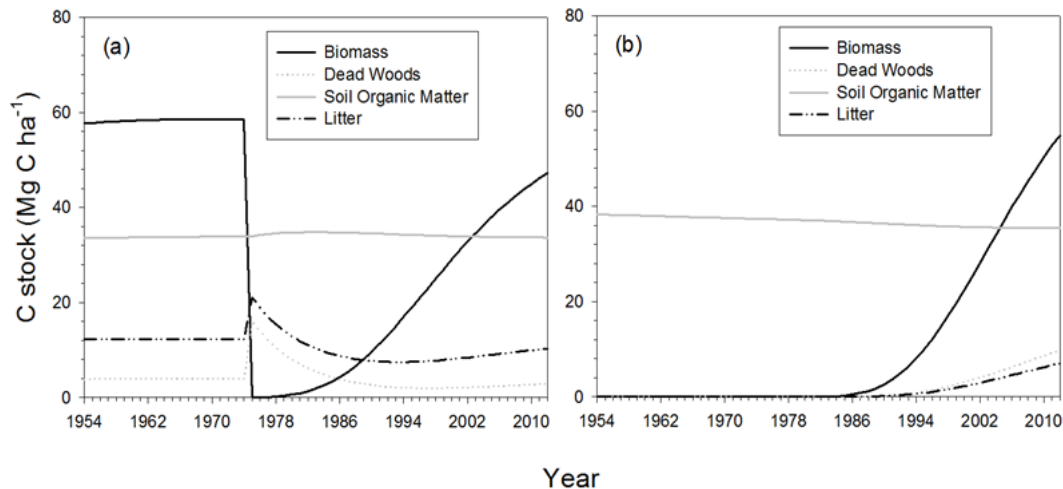 (a)
Biomass
Dead Woods
Soil Organic Matter
Litter
80
60
40
20
0
1954 1962 1970 1978 1986 1994 2002 2010
(b)
Biomass
Dead Woods
Soil Organic Matter
Litter
80
60
40
20
0
1954 1962 1970 1978 1986 1994 2002 2010
C stock (Mg C ha⁻¹)
Year